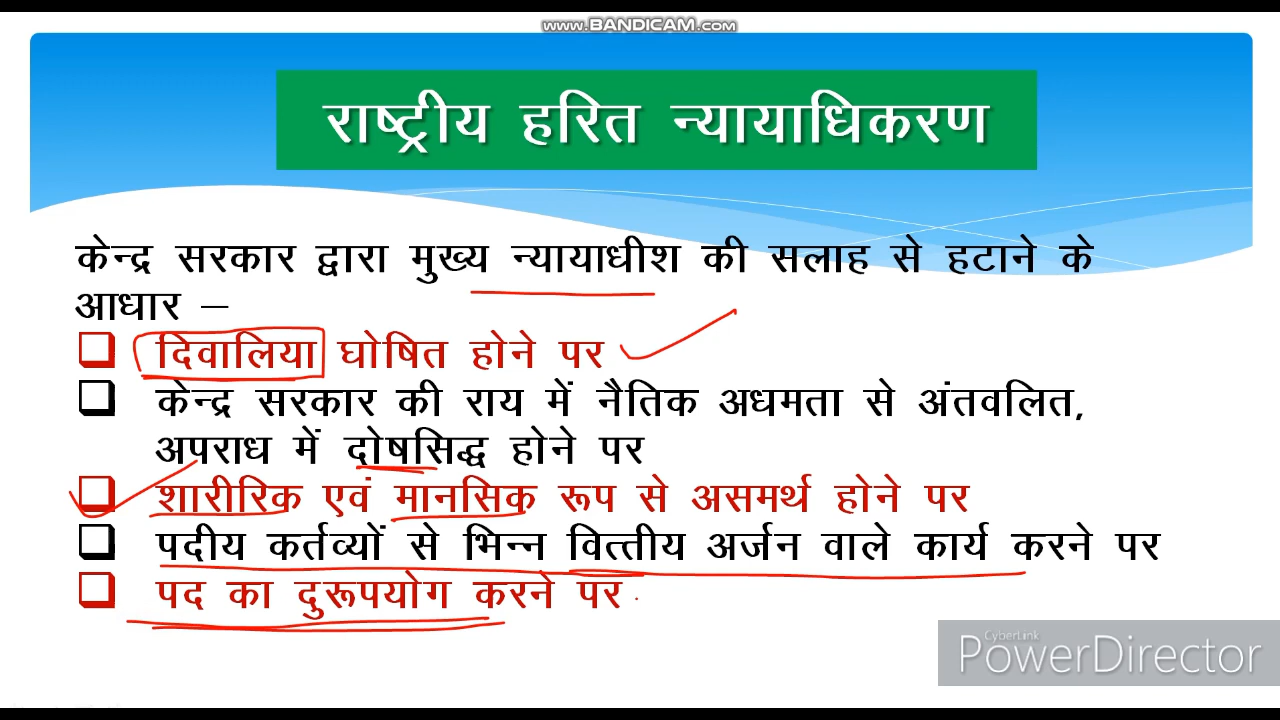 www.BANDICAM.com
राष्ट्रीय हरित न्यायाधिकरण
केन्द्र सरकार द्वारा मुख्य न्यायाधीश की सलाह से हटाने के
आधार –
दिवालिया घोषित होने पर
केन्द्र सरकार की राय में नैतिक अधमता से अंतवलित,
अपराध में दोषसिद्ध होने पर
शारीरिक एवं मानसिक रूप से असमर्थ होने पर
पदीय कर्तव्यों से भिन्न वित्तीय अर्जन वाले कार्य करने पर
पद का दुरूपयोग करने पर
CyberLink
PowerDirector